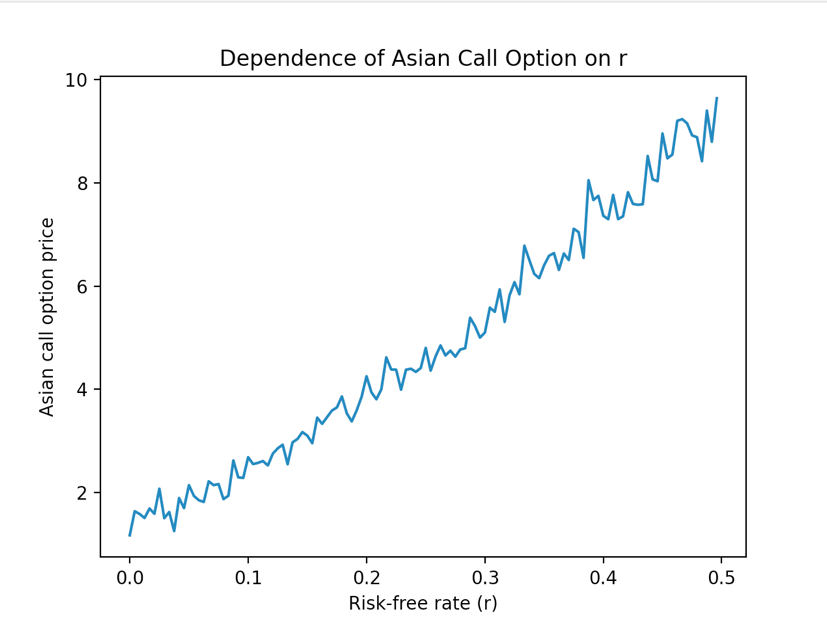 Dependence of Asian Call Option on r
10
8
6
4
2
Asian call option price
0.0 0.1 0.2 0.3 0.4 0.5
Risk-free rate (r)